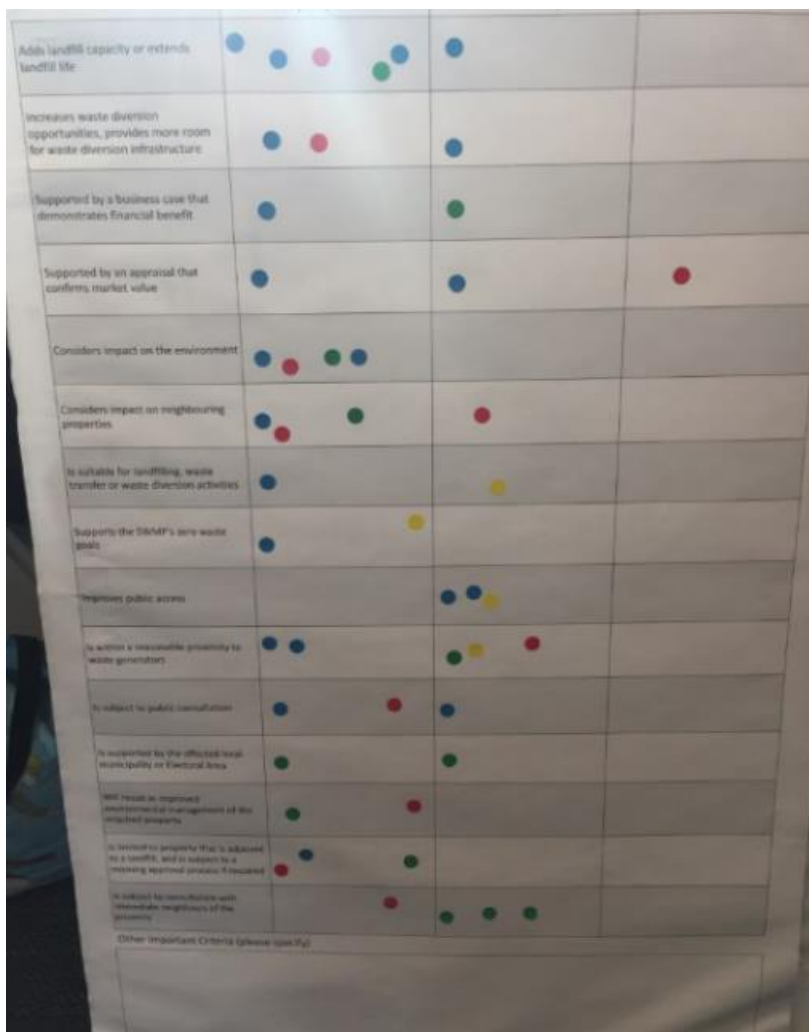 Adds landfill capacity or extends
landfill life
Increases waste diversion
opportunities, provides more room
for waste diversion infrastructure
Supported by a business case that
demonstrates financial benefit
Supported by an appraisal that
confirms market value
Considers impact on the environment
Considers impact on neighbouring
properties
Is suitable for landfilling, waste
transfer or waste diversion activities
Supports the SWMP's zero waste
goals
Improves public access
Is within a reasonable proximity to
waste generators
Is subject to public consultation
Is supported by the affected local
municipality or Electoral Area
Will result in improved
environmental management of the
property
Is limited to property that is adjacent
to a landfill, and is subject to a
rezoning approval process if required
Is subject to consultation with
immediate neighbours of the
property
Other Important Criteria (please specify)